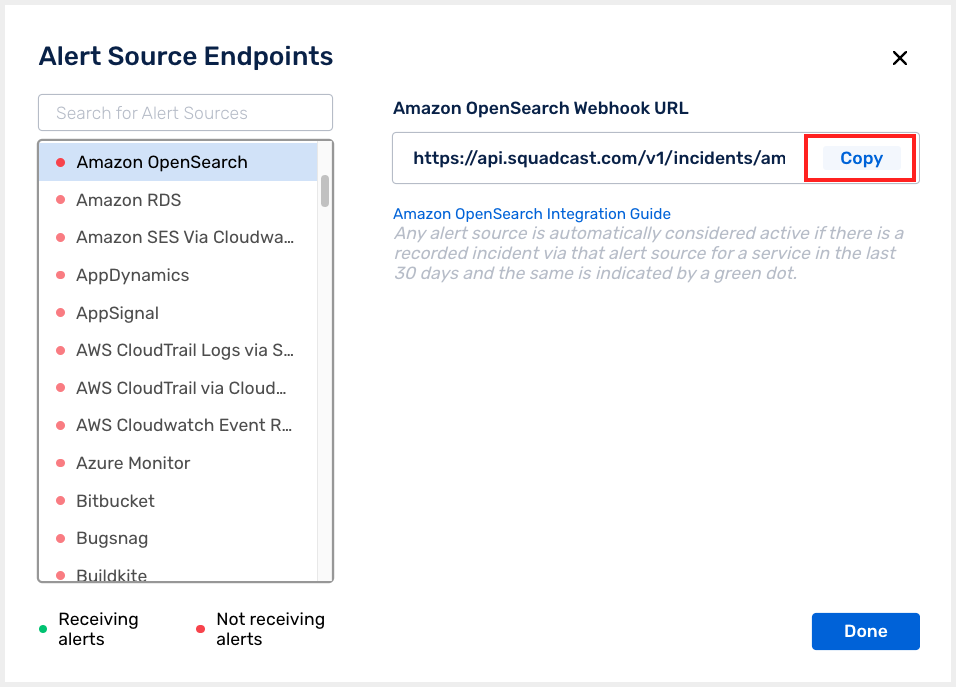 Alert Source Endpoints
Search for Alert Sources
Amazon OpenSearch
Amazon RDS
Amazon SES Via Cloudwa...
AppDynamics
AppSignal
AWS CloudTrail Logs via S...
AWS CloudTrail via Cloud...
AWS Cloudwatch Event R...
Azure Monitor
Bitbucket
Bugsnag
Buildkite
Receiving
alerts
Not receiving
alerts
Amazon OpenSearch Webhook URL
https://api.squadcast.com/v1/incidents/am
Copy
Amazon OpenSearch Integration Guide
Any alert source is automatically considered active if there is a
recorded incident via that alert source for a service in the last
30 days and the same is indicated by a green dot.
Done